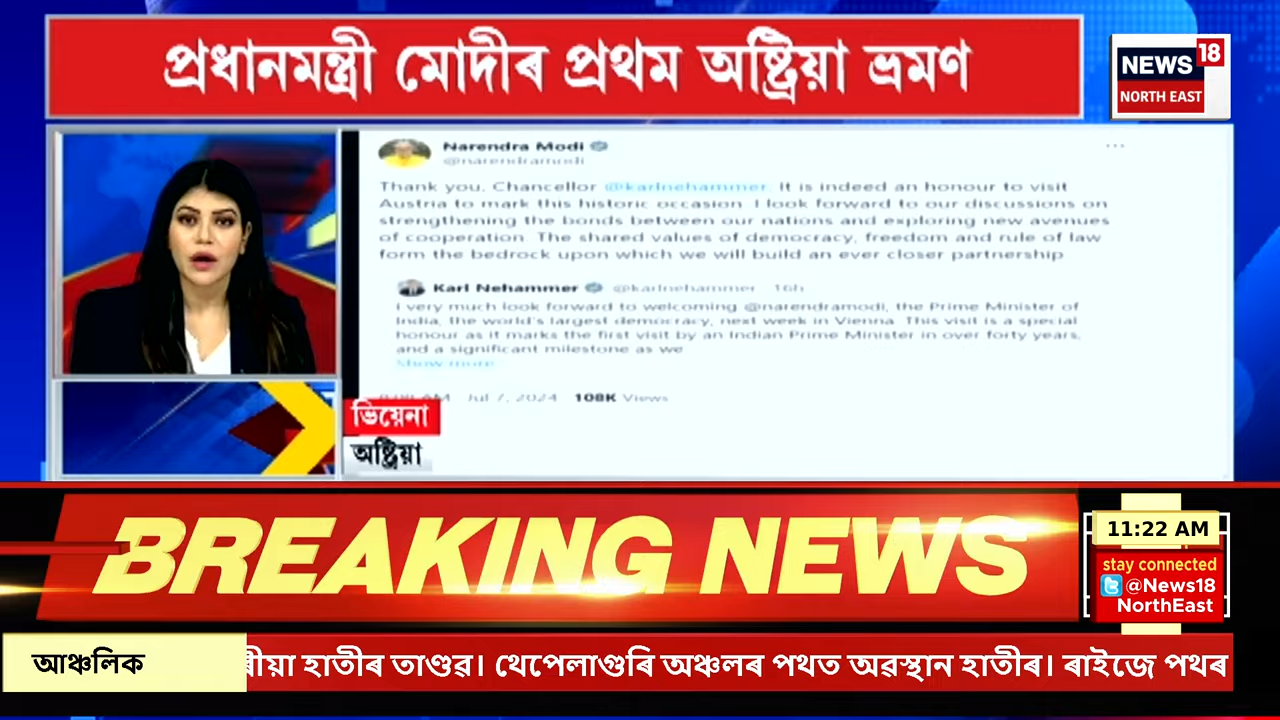 প্ৰধানমন্ত্ৰী মোদীৰ প্ৰথম অষ্ট্ৰিয়া ভ্ৰমণ
NEWS 18
NORTH EAST
Narendra Modi
@narendramodi
Thank you, Chancellor @karlnehammer. It is indeed an honour to visit
Austria to mark this historic occasion. I look forward to our discussions on
strengthening the bonds between our nations and exploring new avenues
of cooperation. The shared values of democracy, freedom and rule of law
form the bedrock upon which we will build an ever closer partnership
Karl Nehammer @karlnehammer · 16h
I very much look forward to welcoming @narendramodi, the Prime Minister of
India, the world's largest democracy, next week in Vienna. This visit is a special
honour as it marks the first visit by an Indian Prime Minister in over forty years,
and a significant milestone as we
Show more
AM Jul 7, 2024 108K Views
ভিয়েনা
অষ্ট্ৰিয়া
BREAKING NEWS
11:22 AM
stay connected
@News18
NorthEast
আঞ্চলিক
ৰীয়া হাতীৰ তাণ্ডৱ। থেপেলাগুৰি অঞ্চলৰ পথত অৱস্থান হাতীৰ। ৰাইজে পথৰ